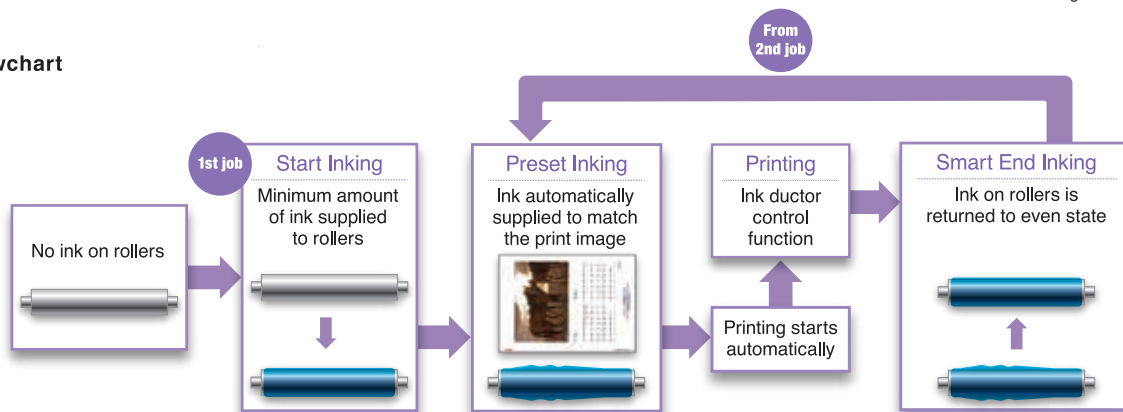 From
2nd job
wchart
1st job
No ink on rollers
Start Inking
Minimum amount
of ink supplied
to rollers
Preset Inking
Ink automatically
supplied to match
the print image
Printing starts
automatically
Printing
Ink ductor
control
function
Smart End Inking
Ink on rollers is
returned to even state